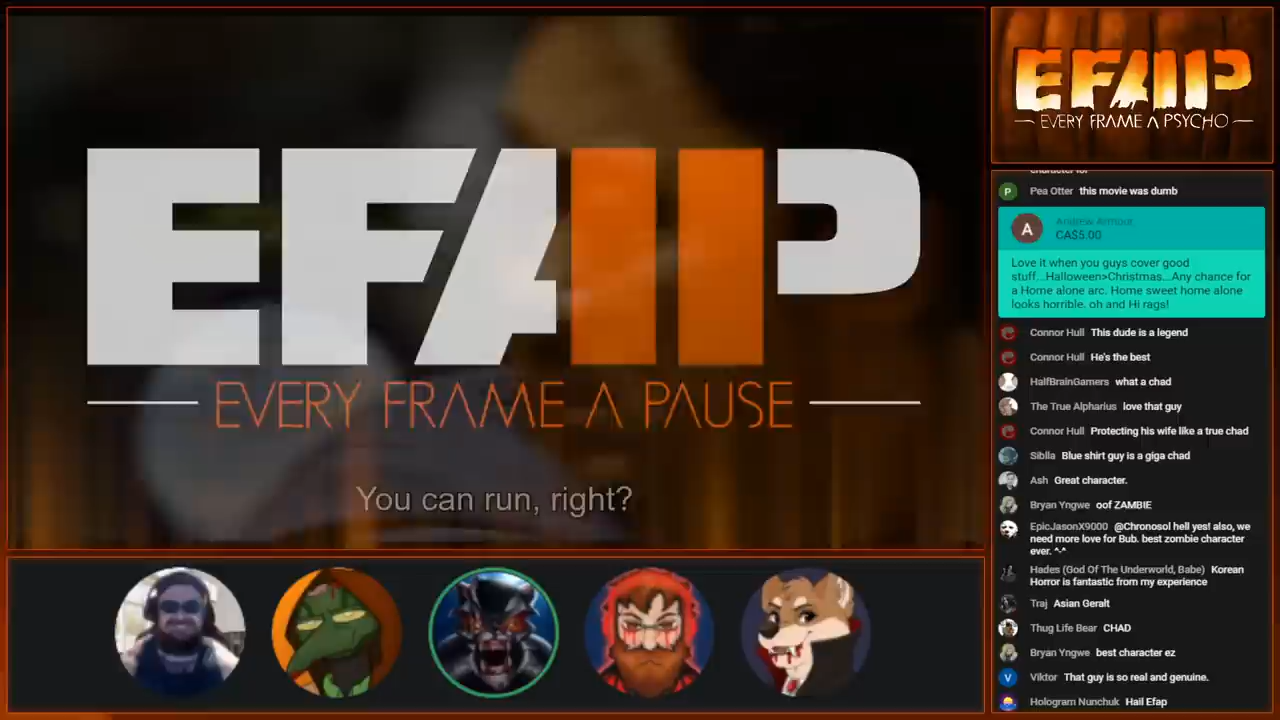 EFAIIP
EVERY FRAME A PAUSE
You can run, right?
EFAIIP
EVERY FRAME A PSYCHO
P
Pea Otter this movie was dumb
A
Andrew Armour
CA$5.00
Love it when you guys cover good
stuff...Halloween>Christmas...Any chance for
a Home alone arc. Home sweet home alone
looks horrible. oh and Hi rags!
Connor Hull This dude is a legend
Connor Hull He's the best
HalfBrainGamers what a chad
The True Alpharius love that guy
Connor Hull Protecting his wife like a true chad
Siblla Blue shirt guy is a giga chad
Ash Great character.
Bryan Yngwe oof ZAMBIE
EpicJasonX9000 @Chronosol hell yes! also, we
need more love for Bub. best zombie character
ever. ^-^
Hades (God Of The Underworld, Babe) Korean
Horror is fantastic from my experience
Traj Asian Geralt
Thug Life Bear CHAD
Bryan Yngwe best character ez
V
Viktor That guy is so real and genuine.
Hologram Nunchuk Hail Efap